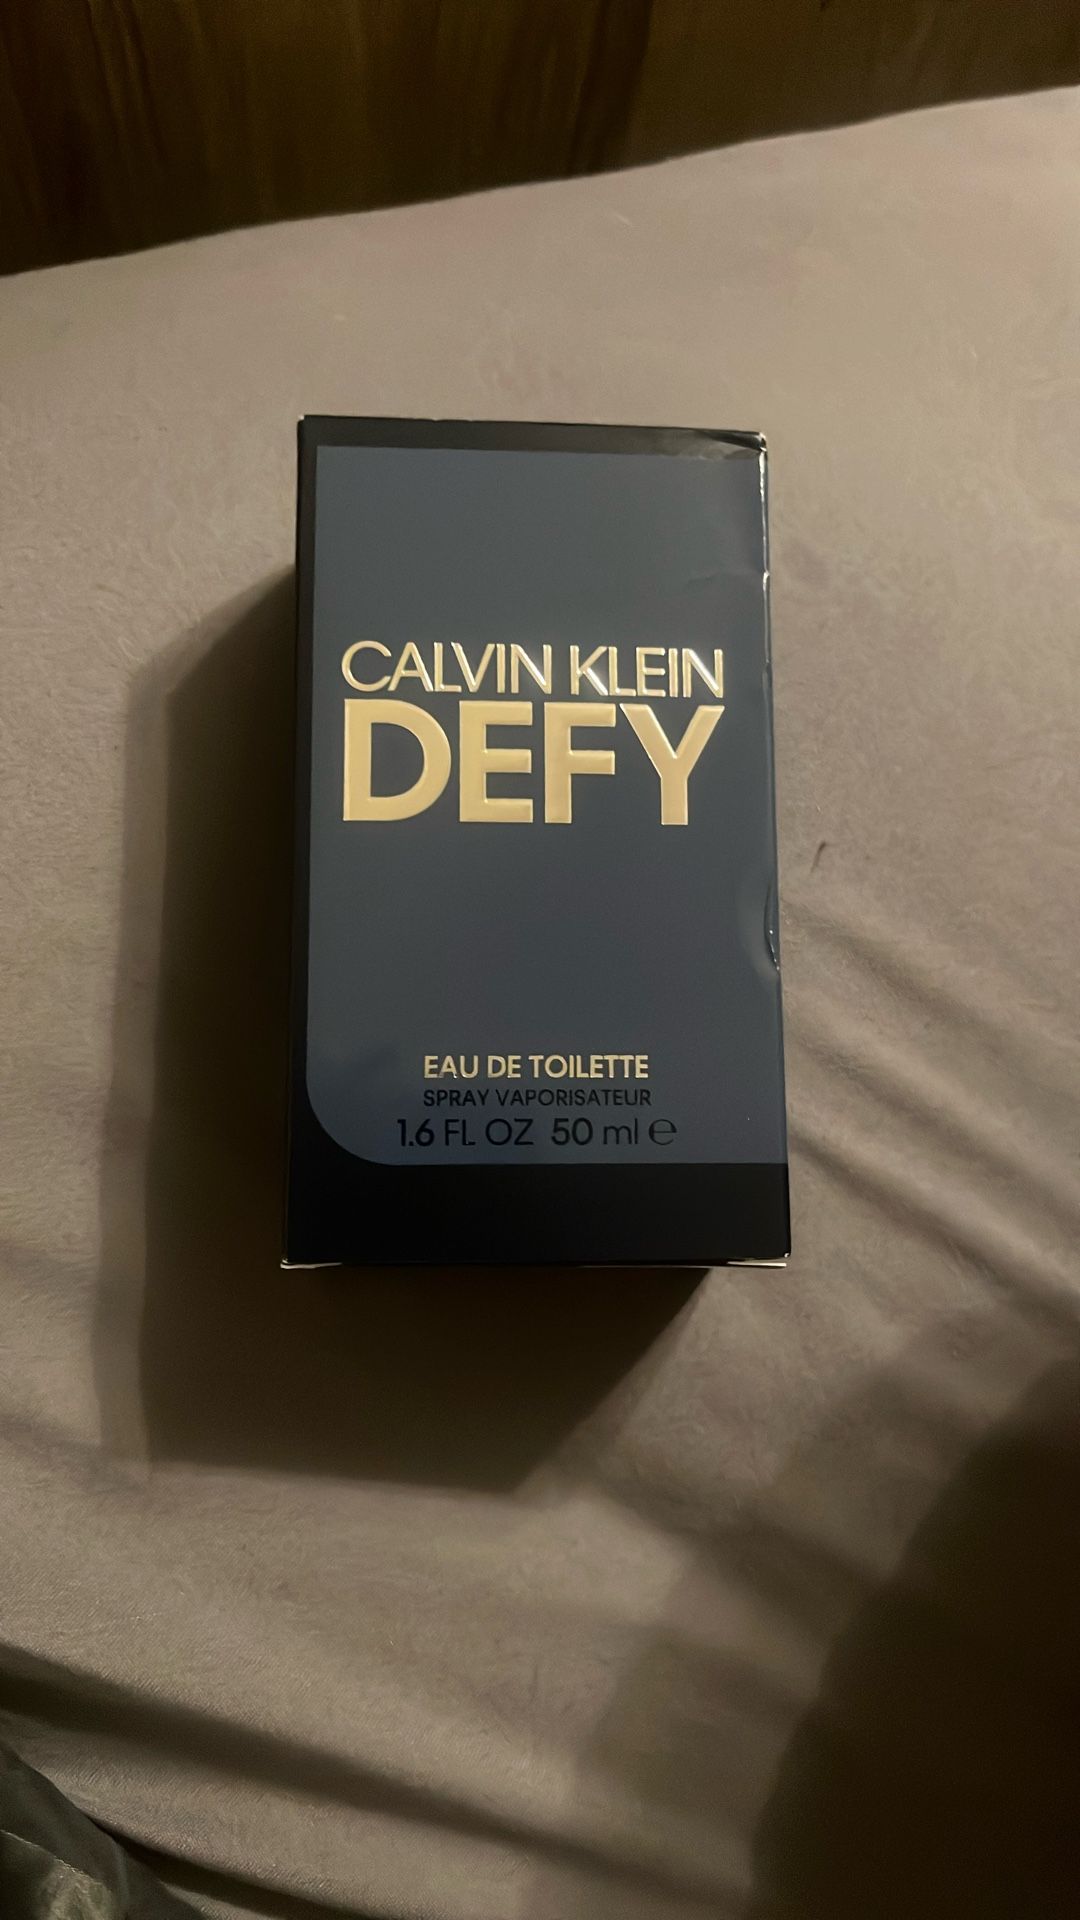 CALVIN KLEIN
DEFY
EAU DE TOILETTE
SPRAY VAPORISATEUR
1.6 FL OZ 50 ml ℮